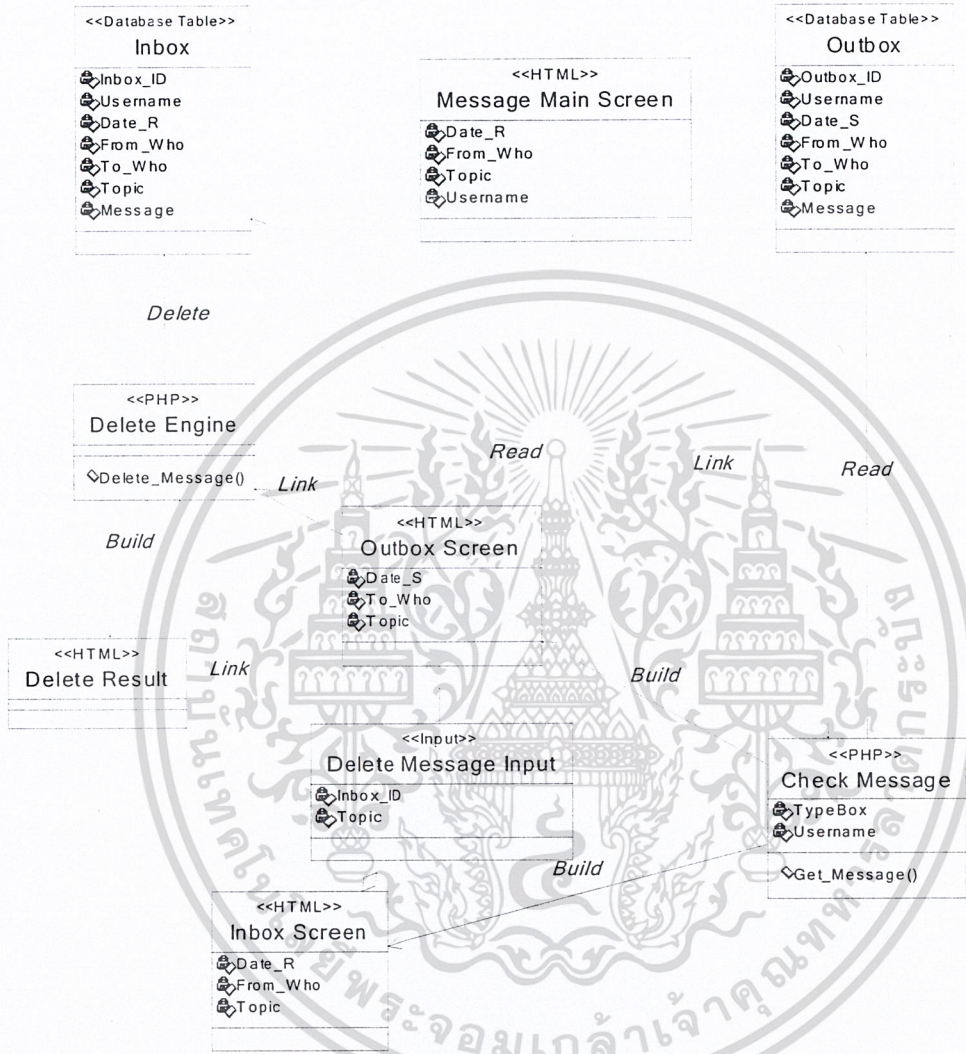 <<Database Table>>
Inbox
Inbox_ID
Username
Date_R
From_Who
To_Who
Topic
Message
<<HTML>>
Message Main Screen
Date_R
From_Who
Topic
Username
<<Database Table>>
Outbox
Outbox_ID
Username
Date_S
From_Who
To_Who
Topic
Message
Delete
<<PHP>>
Delete Engine
Delete_Message()
Link
Read
Link
Read
Build
<<HTML>>
Outbox Screen
Date_S
To_Who
Topic
<<HTML>>
Delete Result
Link
Build
<<Input>>
Delete Message Input
Inbox_ID
Topic
<<PHP>>
Check Message
TypeBox
Username
Get_Message()
Build
<<HTML>>
Inbox Screen
Date_R
From_Who
Topic